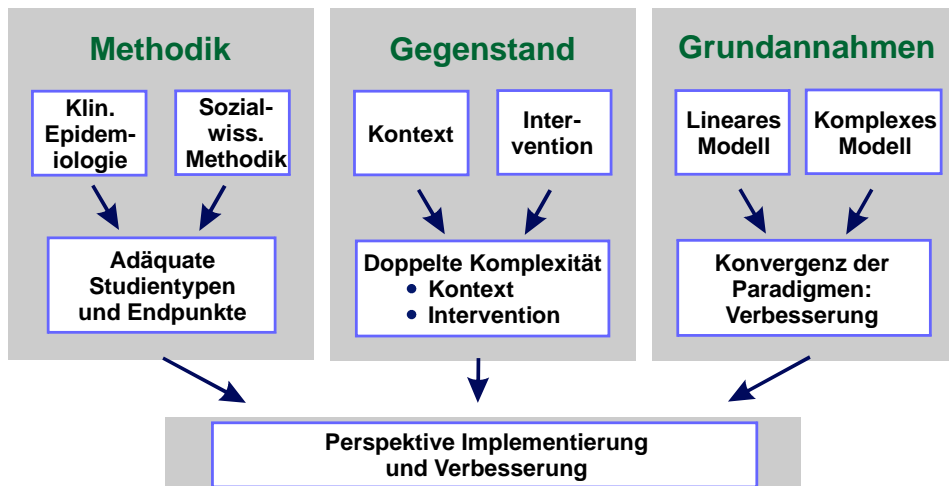 Methodik
Klin.
Epidem-
iologie
Sozial-
wiss.
Methodik
Adäquate
Studientypen
und Endpunkte
Gegenstand
Kontext
Inter-
vention
Doppelte Komplexität
• Kontext
• Intervention
Grundannahmen
Lineares
Modell
Komplexes
Modell
Konvergenz der
Paradigmen:
Verbesserung
Perspektive Implementierung
und Verbesserung